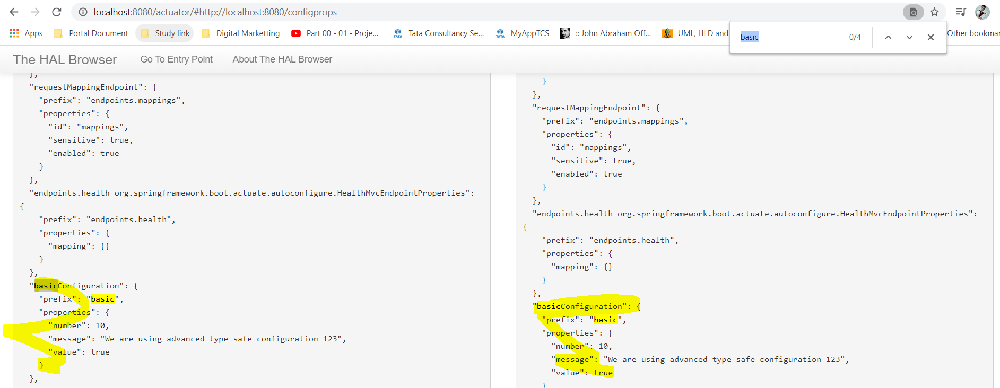 localhost:8080/actuator/#http://localhost:8080/configprops
Apps Portal Document Study link Digital Marketting Part 00 - 01 - Proje... TATA Tata Consultancy Se... TATA MyAppTCS :: John Abraham Off... UML, HLD and Other bookmar
basic 0/4
The HAL Browser Go To Entry Point About The HAL Browser
},
"requestMappingEndpoint": {
"prefix": "endpoints.mappings",
"properties": {
"id": "mappings",
"sensitive": true,
"enabled": true
}
},
"endpoints.health-org.springframework.boot.actuate.autoconfigure.HealthMvcEndpointProperties":
{
"prefix": "endpoints.health",
"properties": {
"mapping": {}
}
},
"basicConfiguration": {
"prefix": "basic",
"properties": {
"number": 10,
"message": "We are using advanced type safe configuration 123",
"value": true
}
},
}
},
"requestMappingEndpoint": {
"prefix": "endpoints.mappings",
"properties": {
"id": "mappings",
"sensitive": true,
"enabled": true
}
},
"endpoints.health-org.springframework.boot.actuate.autoconfigure.HealthMvcEndpointProperties":
{
"prefix": "endpoints.health",
"properties": {
"mapping": {}
}
},
"basicConfiguration": {
"prefix": "basic",
"properties": {
"number": 10,
"message": "We are using advanced type safe configuration 123",
"value": true
}